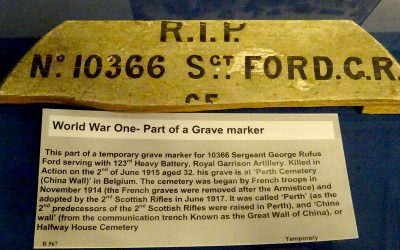 R.I.P.
Nº 10366 SGT FORD.G.R.
World War One- Part of a Grave marker
This part of a temporary grave marker for 10366 Sergeant George Rufus
Ford serving with 123rd Heavy Battery, Royal Garrison Artillery. Killed in
Action on the 2nd of June 1915 aged 32. his grave is at 'Perth Cemetery
(China Wall)' in Belgium. The cemetery was began by French troops in
November 1914 (the French graves were removed after the Armistice) and
adopted by the 2nd Scottish Rifles in June 1917. It was called 'Perth' (as the
2nd predecessors of the 2nd Scottish Rifles were raised in Perth), and 'China
wall' (from the communication trench Known as the Great Wall of China), or
Halfway House Cemetery
R.567 Temporary